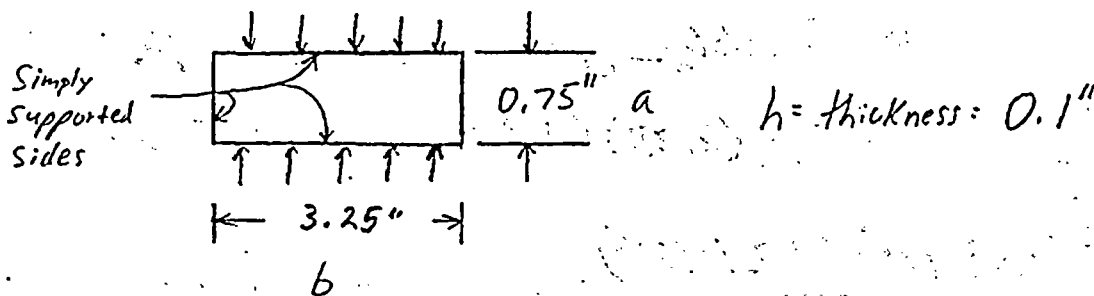 Simply
supported
sides
0.75" a
h = thickness = 0.1"
3.25"
b